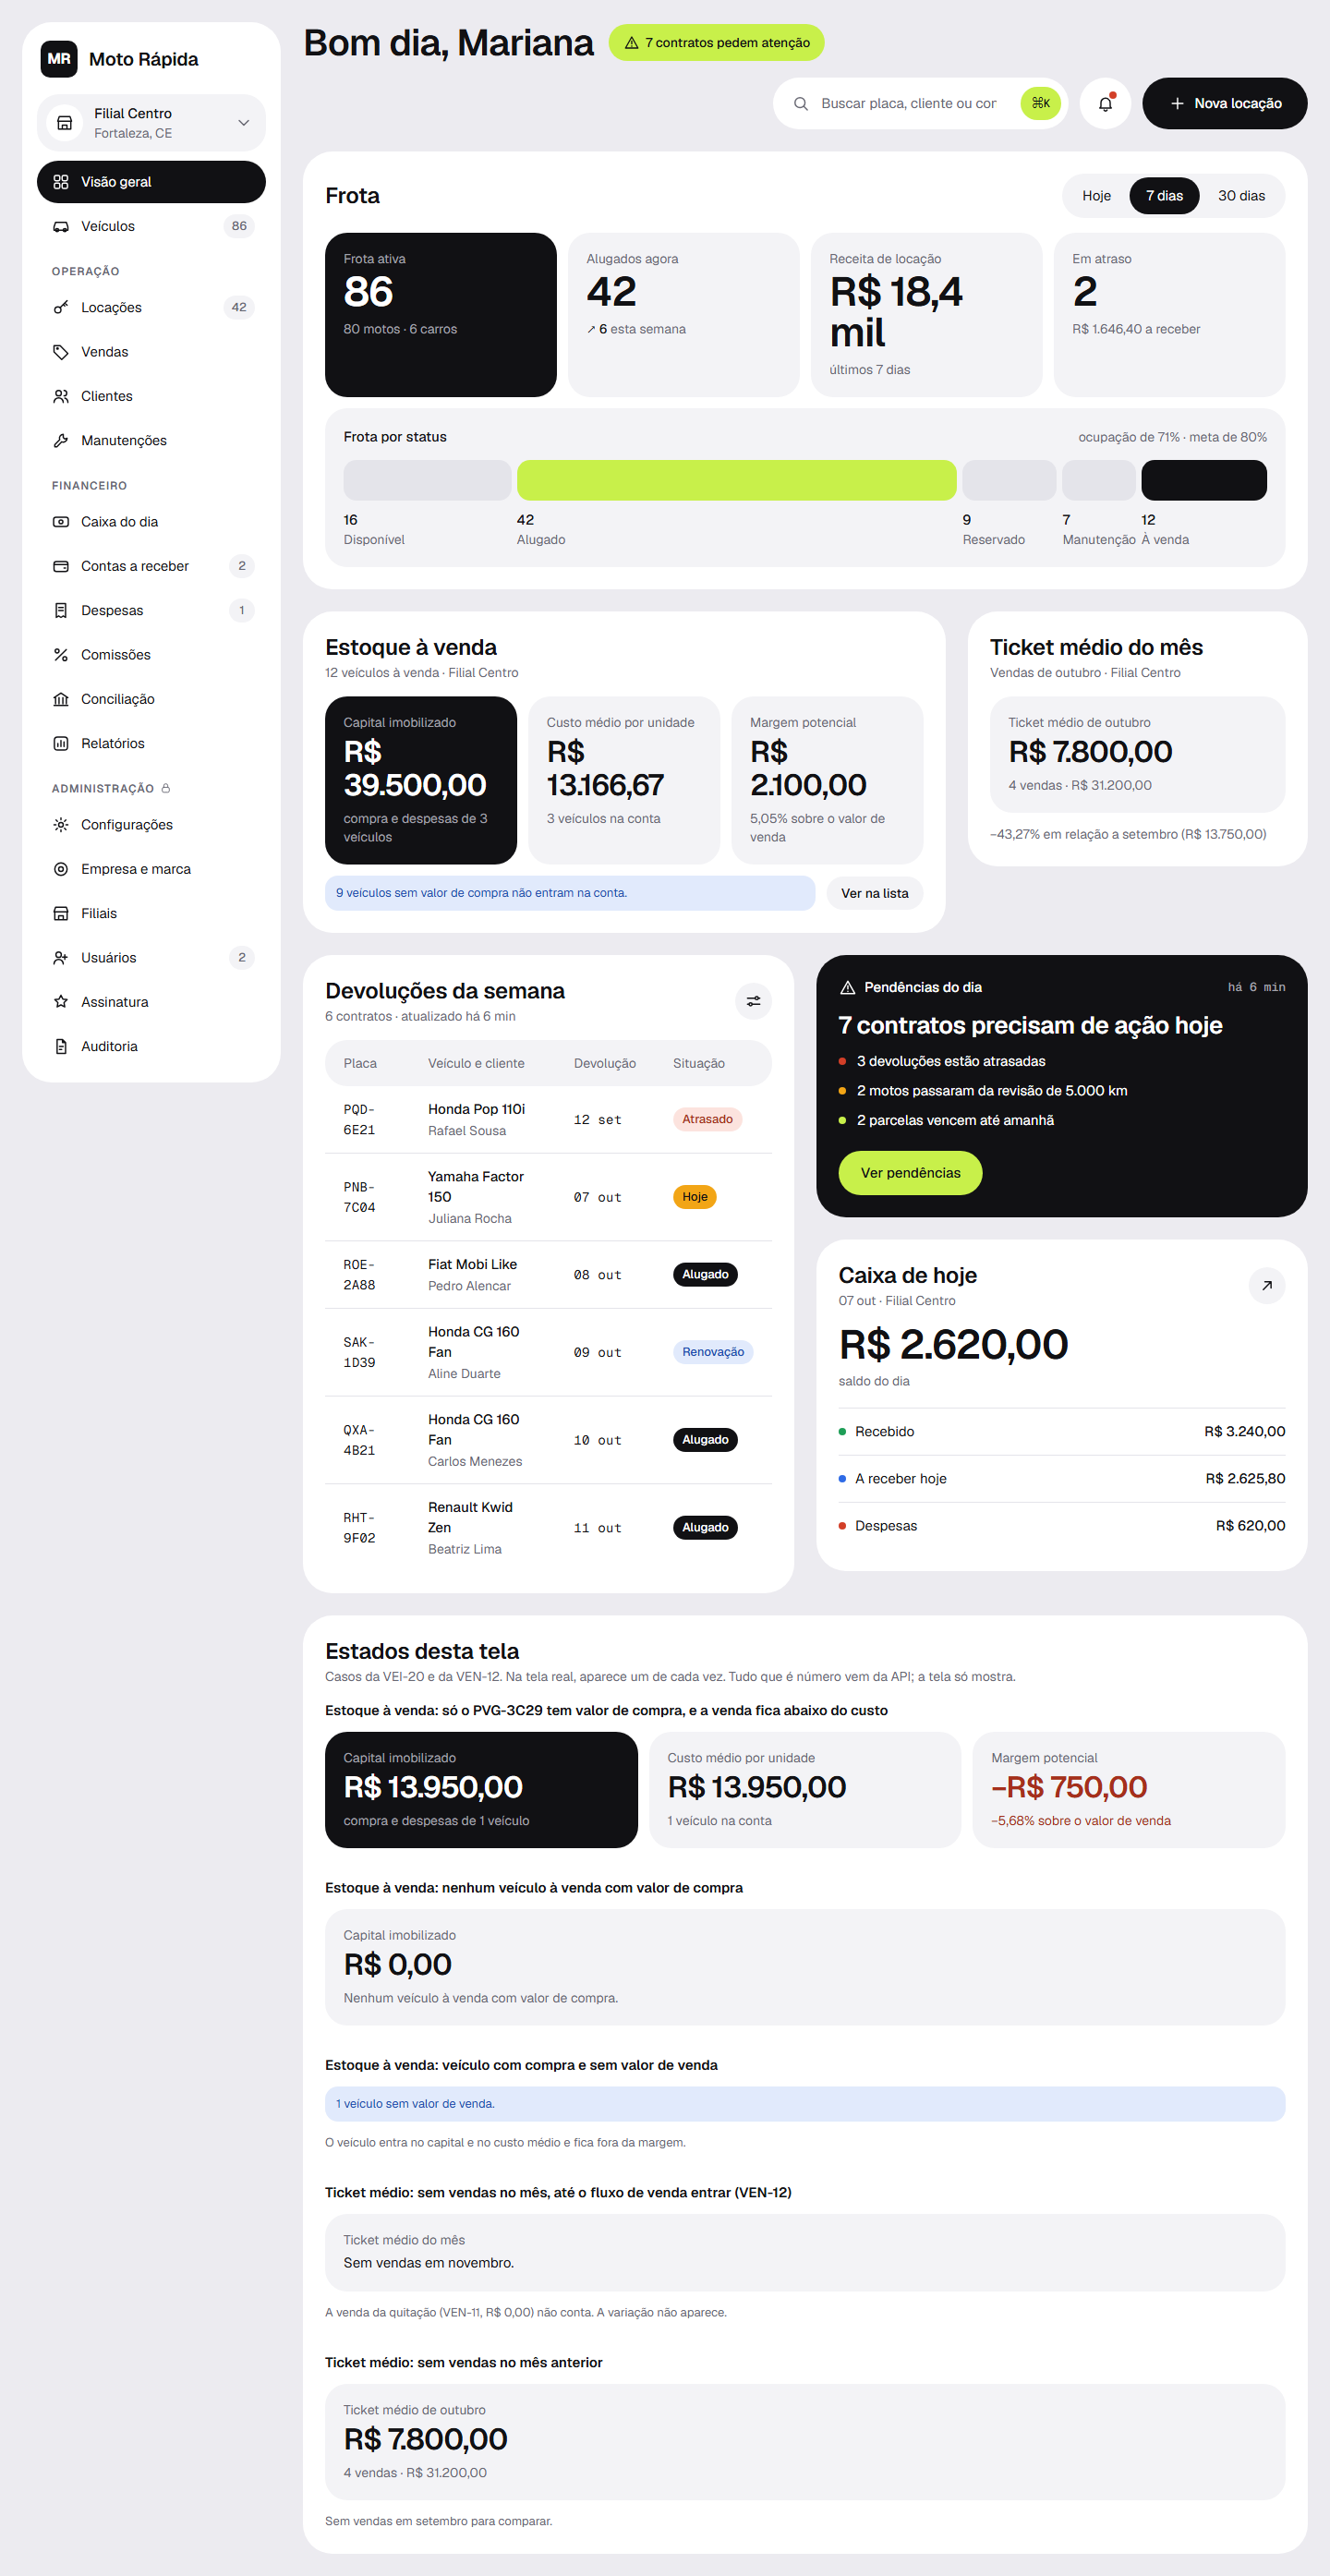 MR Moto Rápida
Filial Centro
Fortaleza, CE
Visão geral
Veículos 86
OPERAÇÃO
Locações 42
Vendas
Clientes
Manutenções
FINANCEIRO
Caixa do dia
Contas a receber 2
Despesas 1
Comissões
Conciliação
Relatórios
ADMINISTRAÇÃO
Configurações
Empresa e marca
Filiais
Usuários 2
Assinatura
Auditoria
Bom dia, Mariana
7 contratos pedem atenção
Buscar placa, cliente ou cor
⌘K
Nova locação
Frota
Hoje 7 dias 30 dias
Frota ativa
86
80 motos · 6 carros
Alugados agora
42
↗ 6 esta semana
Receita de locação
R$ 18,4
mil
últimos 7 dias
Em atraso
2
R$ 1.646,40 a receber
Frota por status
ocupação de 71% · meta de 80%
16
Disponível
42
Alugado
9
Reservado
7
Manutenção
12
À venda
Estoque à venda
12 veículos à venda · Filial Centro
Capital imobilizado
R$
39.500,00
compra e despesas de 3
veículos
Custo médio por unidade
R$
13.166,67
3 veículos na conta
Margem potencial
R$
2.100,00
5,05% sobre o valor de
venda
9 veículos sem valor de compra não entram na conta.
Ver na lista
Ticket médio do mês
Vendas de outubro · Filial Centro
Ticket médio de outubro
R$ 7.800,00
4 vendas · R$ 31.200,00
−43,27% em relação a setembro (R$ 13.750,00)
Devoluções da semana
6 contratos · atualizado há 6 min
Placa Veículo e cliente Devolução Situação
PQD-
6E21
Honda Pop 110i
Rafael Sousa
12 set
Atrasado
PNB-
7C04
Yamaha Factor
150
Juliana Rocha
07 out
Hoje
ROE-
2A88
Fiat Mobi Like
Pedro Alencar
08 out
Alugado
SAK-
1D39
Honda CG 160
Fan
Aline Duarte
09 out
Renovação
QXA-
4B21
Honda CG 160
Fan
Carlos Menezes
10 out
Alugado
RHT-
9F02
Renault Kwid
Zen
Beatriz Lima
11 out
Alugado
Pendências do dia
há 6 min
7 contratos precisam de ação hoje
3 devoluções estão atrasadas
2 motos passaram da revisão de 5.000 km
2 parcelas vencem até amanhã
Ver pendências
Caixa de hoje
07 out · Filial Centro
R$ 2.620,00
saldo do dia
Recebido R$ 3.240,00
A receber hoje R$ 2.625,80
Despesas R$ 620,00
Estados desta tela
Casos da VEI-20 e da VEN-12. Na tela real, aparece um de cada vez. Tudo que é número vem da API; a tela só mostra.
Estoque à venda: só o PVG-3C29 tem valor de compra, e a venda fica abaixo do custo
Capital imobilizado
R$ 13.950,00
compra e despesas de 1 veículo
Custo médio por unidade
R$ 13.950,00
1 veículo na conta
Margem potencial
−R$ 750,00
−5,68% sobre o valor de venda
Estoque à venda: nenhum veículo à venda com valor de compra
Capital imobilizado
R$ 0,00
Nenhum veículo à venda com valor de compra.
Estoque à venda: veículo com compra e sem valor de venda
1 veículo sem valor de venda.
O veículo entra no capital e no custo médio e fica fora da margem.
Ticket médio: sem vendas no mês, até o fluxo de venda entrar (VEN-12)
Ticket médio do mês
Sem vendas em novembro.
A venda da quitação (VEN-11, R$ 0,00) não conta. A variação não aparece.
Ticket médio: sem vendas no mês anterior
Ticket médio de outubro
R$ 7.800,00
4 vendas · R$ 31.200,00
Sem vendas em setembro para comparar.